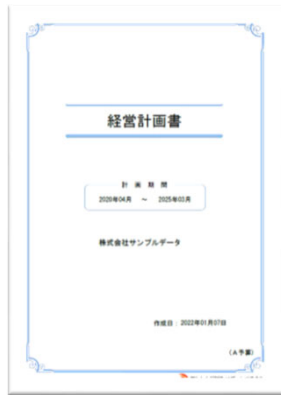 経営計画書
計 画 期 間
2020年04月 ～ 2025年03月
株式会社サンプルデータ
作成日：2022年01月07日
(A予算)